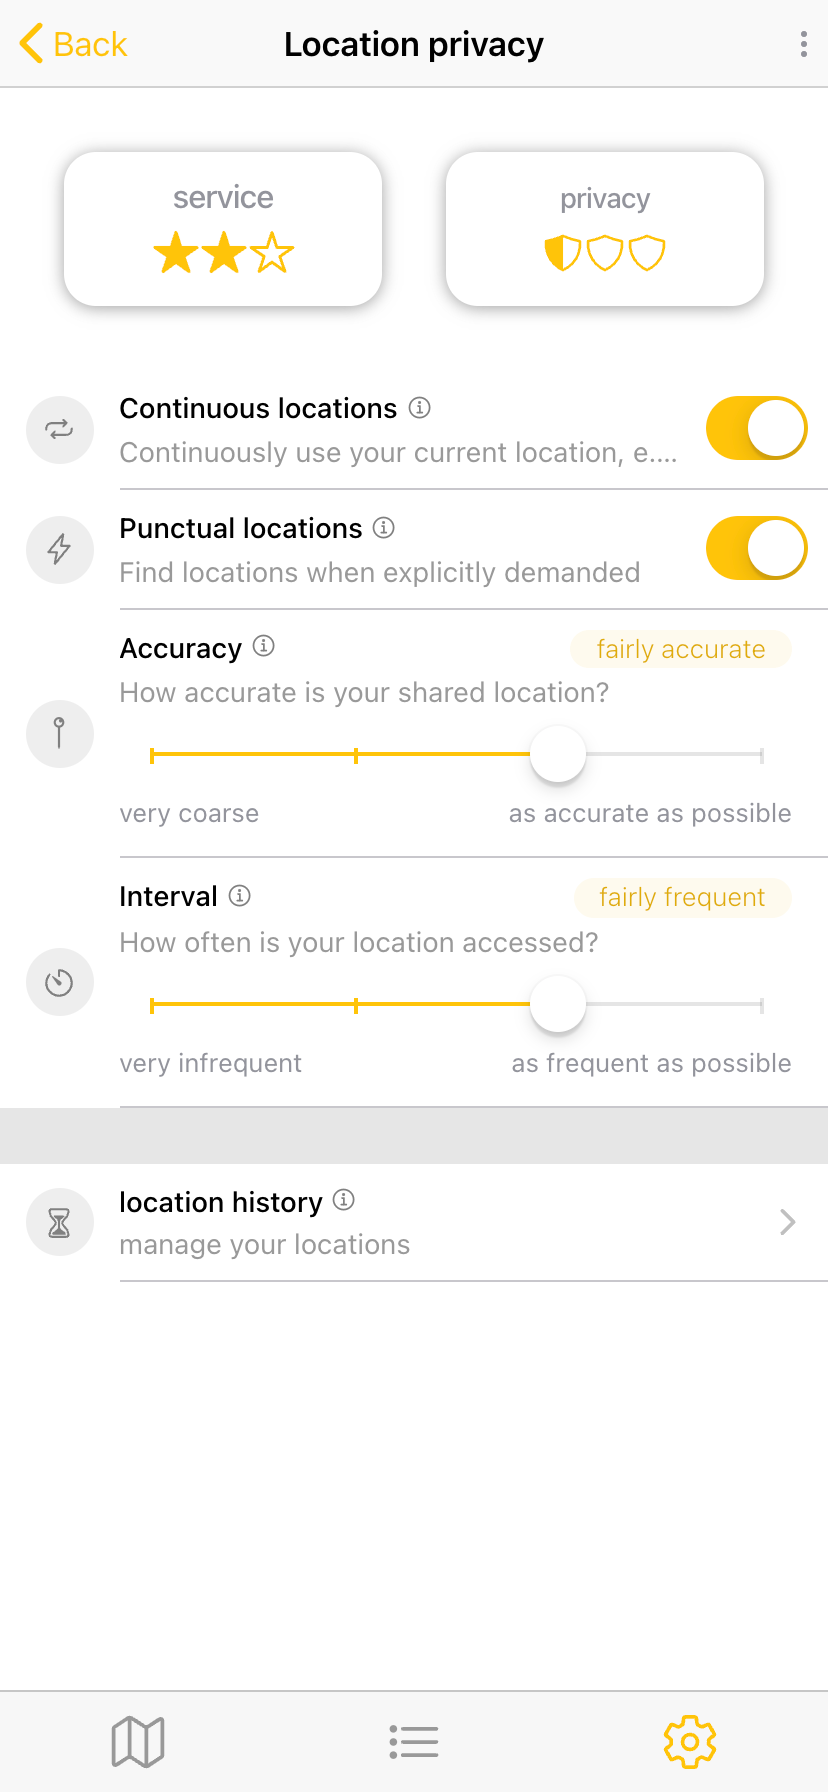 Back
Location privacy
service
privacy
Continuous locations
Continuously use your current location, e....
Punctual locations
Find locations when explicitly demanded
Accuracy
fairly accurate
How accurate is your shared location?
very coarse
as accurate as possible
Interval
fairly frequent
How often is your location accessed?
very infrequent
as frequent as possible
location history
manage your locations